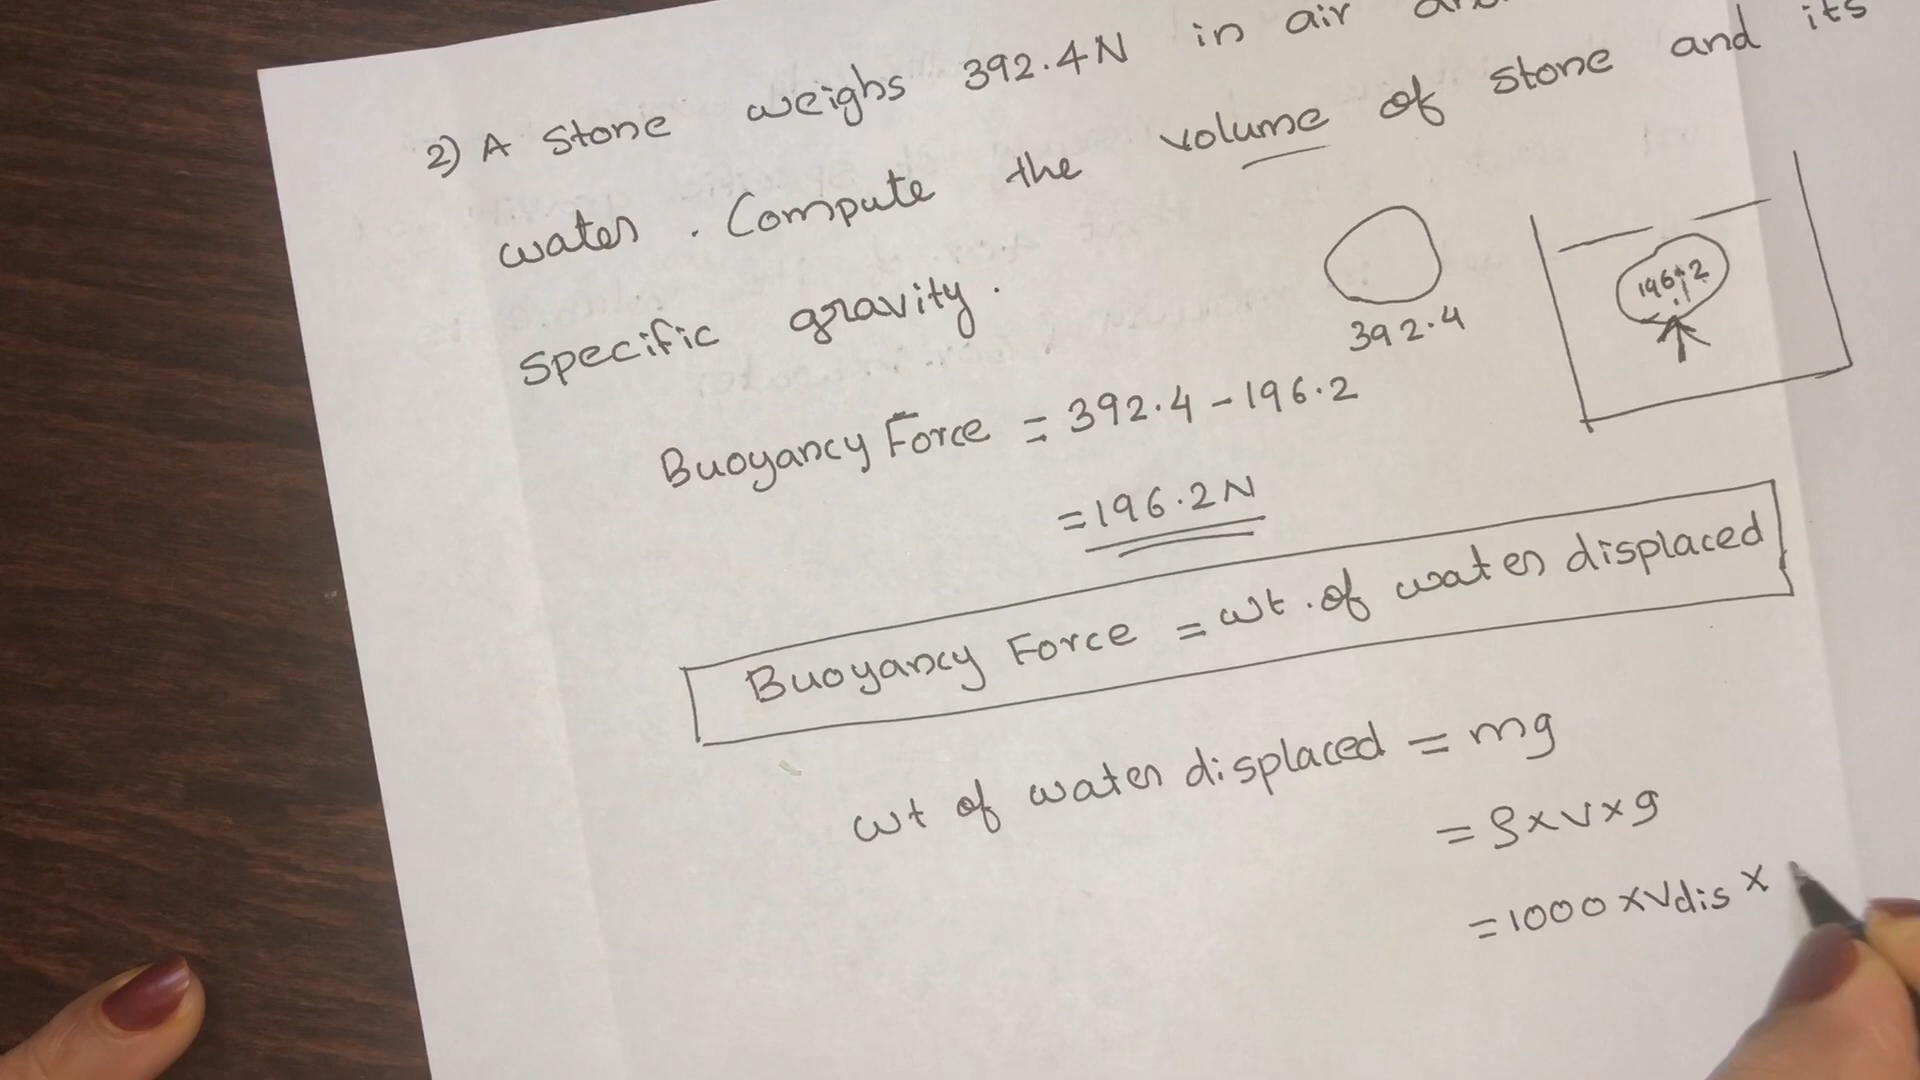 2) A stone weighs 392.4N in air
water. Compute the volume of stone and its
specific gravity.
392.4
196.2
Buoyancy Force = 392.4 - 196.2
= 196.2N
Buoyancy Force = wt. of water displaced
wt of water displaced = mg
= ρxvxg
= 1000 x Vdis x